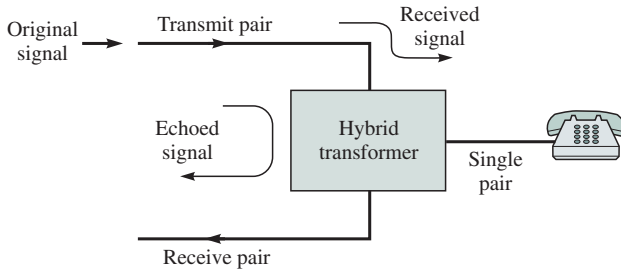 Original
signal
Transmit pair
Received
signal
Echoed
signal
Hybrid
transformer
Single
pair
Receive pair